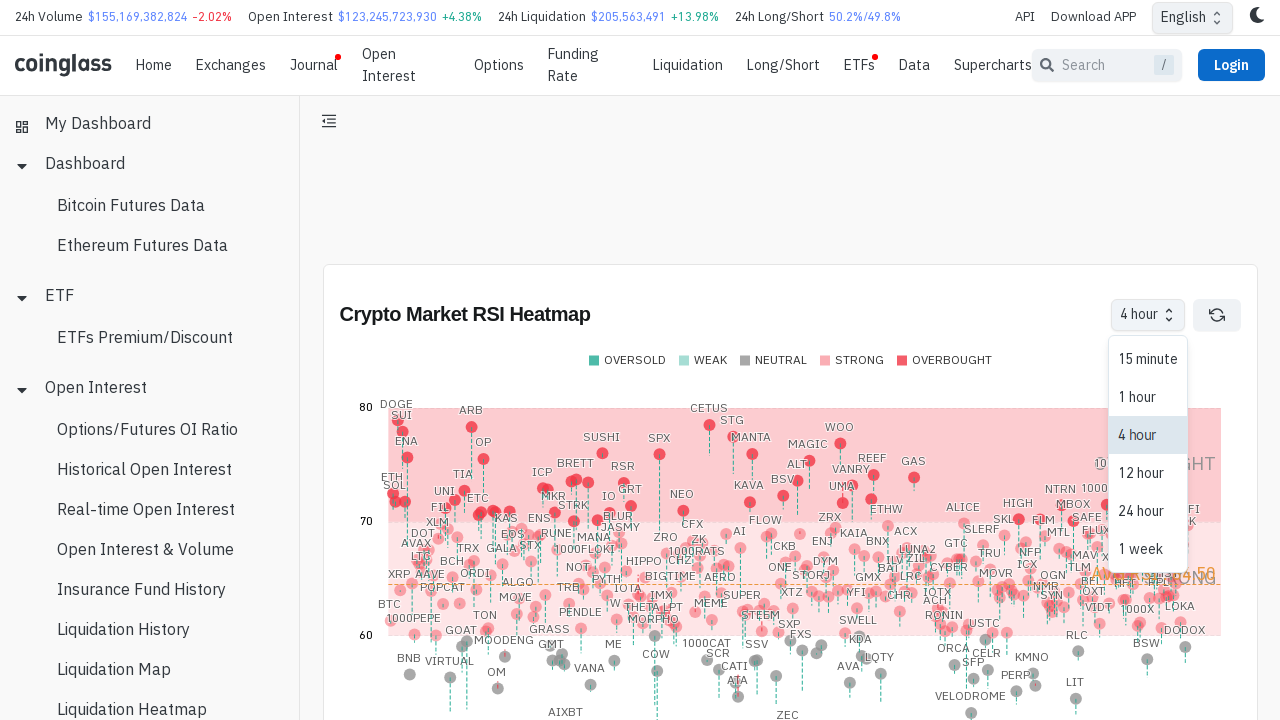 24h Volume $155,169,382,824 -2.02% Open Interest $123,245,723,930 +4.38% 24h Liquidation $205,563,491 +13.98% 24h Long/Short 50.2%/49.8% API Download APP English
coinglass Home Exchanges Journal Open Interest Options Funding Rate Liquidation Long/Short ETFs Data Supercharts Search / Login
My Dashboard
Dashboard
Bitcoin Futures Data
Ethereum Futures Data
ETF
ETFs Premium/Discount
Open Interest
Options/Futures OI Ratio
Historical Open Interest
Real-time Open Interest
Open Interest & Volume
Insurance Fund History
Liquidation History
Liquidation Map
Liquidation Heatmap
Crypto Market RSI Heatmap
4 hour
15 minute
1 hour
4 hour
12 hour
24 hour
1 week
OVERSOLD WEAK NEUTRAL STRONG OVERBOUGHT
80
DOGE
SUI
ARB
CETUS
STG
ENA
OP
SUSHI
SPX
MANTA
MAGIC
WOO
ETH
SOL
TIA
ICP
BRETT
RSR
ALT
VANRY
REEF
GAS
UNI
ETC
MKR
IO
GRT
NEO
KAVA
BSV
UMA
NTRN
1000
FIL
STRK
ETHW
ALICE
HIGH
MBOX
70
XLM
KAS
ENS
BLUR
JASMY
CFX
FLOW
ZRX
SKL
FLM
SAFE
DOT
EOS
RUNE
MANA
ZRO
ZK
AI
KAIA
ACX
SLERF
MTL
AVAX
TRX
GALA
STX
1000FLOKI
1000RATS
CKB
ENJ
BNX
LUNA2
GTC
TRU
NFP
LTC
BCH
NOT
HIPPO
CHZ
ONE
DYM
ZIL
CYBER
ICX
XRP
AAVE
ORDI
PYTH
BIGTIME
AERO
STORJ
GMX
LRC
MOVR
OGN
TLM
POPCAT
ALGO
TRB
IOTA
XTZ
YFI
CHR
IOTX
NMR
OXT
BTC
MOVE
PENDLE
W
IMX
MEME
SUPER
ACH
SYN
VIDT
LOKA
1000PEPE
TON
THETA
LPT
STEEM
SWELL
RONIN
1000X
60
GOAT
GRASS
MORPHO
SXP
USTC
DODOX
MOODENG
GMT
ME
1000CAT
SSV
FXS
KDA
ORCA
RLC
BSW
BNB
VIRTUAL
COW
SCR
LQTY
CELR
KMNO
OM
VANA
CATI
AVA
SFP
PERP
ATA
LIT
VELODROME
AIXBT
ZEC